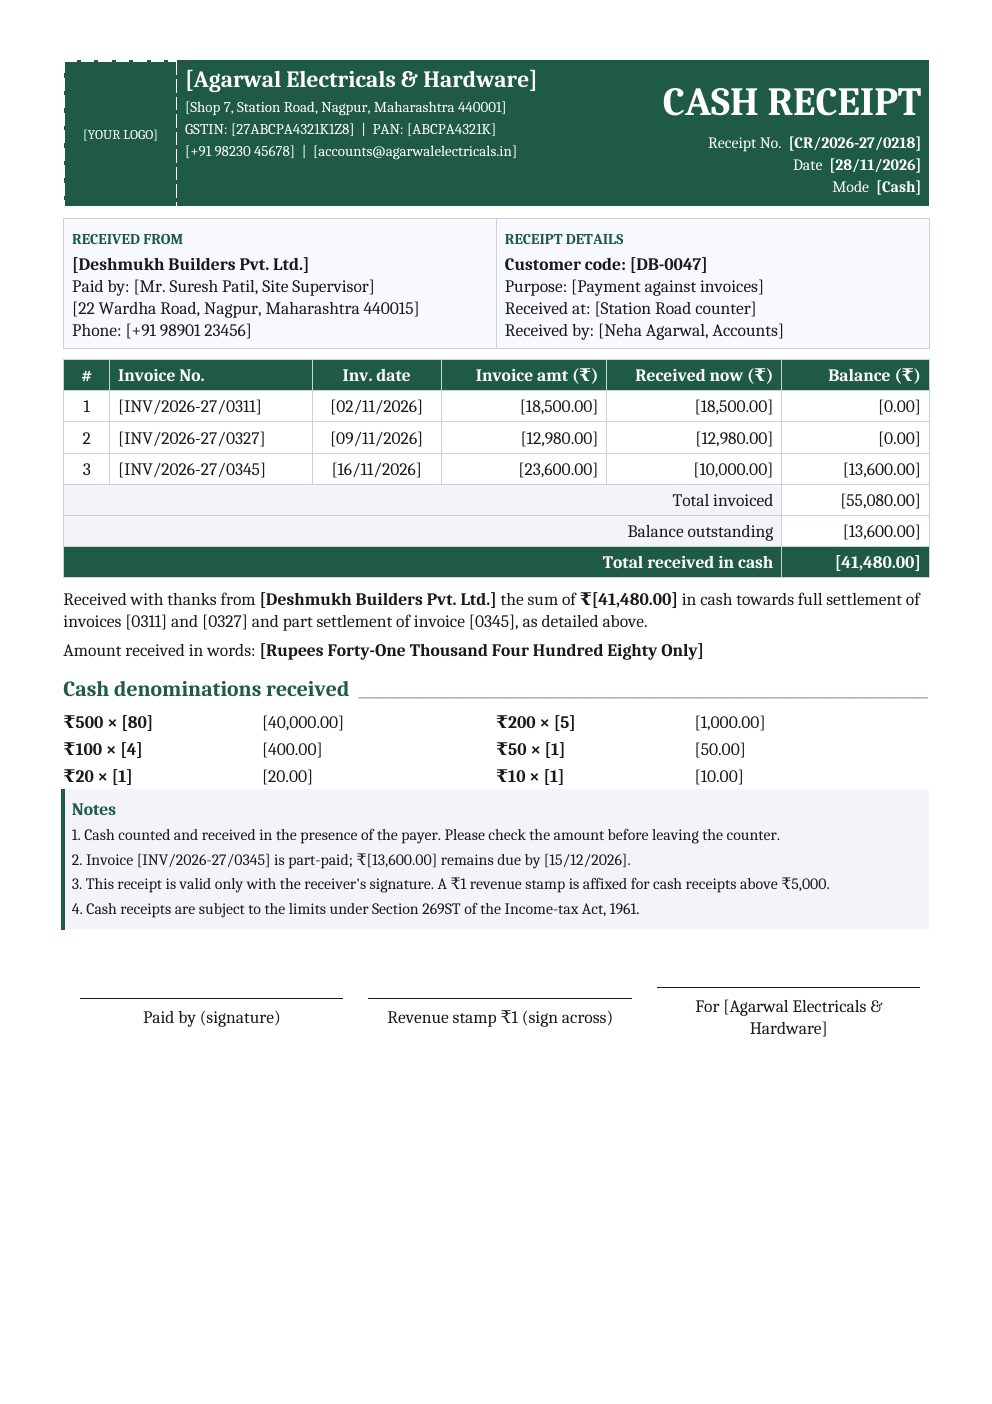 [YOUR LOGO]
[Agarwal Electricals & Hardware]
[Shop 7, Station Road, Nagpur, Maharashtra 440001]
GSTIN: [27ABCPA4321K1Z8] | PAN: [ABCPA4321K]
[+91 98230 45678] | [accounts@agarwalelectricals.in]
CASH RECEIPT
Receipt No. [CR/2026-27/0218]
Date [28/11/2026]
Mode [Cash]
RECEIVED FROM
[Deshmukh Builders Pvt. Ltd.]
Paid by: [Mr. Suresh Patil, Site Supervisor]
[22 Wardha Road, Nagpur, Maharashtra 440015]
Phone: [+91 98901 23456]
RECEIPT DETAILS
Customer code: [DB-0047]
Purpose: [Payment against invoices]
Received at: [Station Road counter]
Received by: [Neha Agarwal, Accounts]
# Invoice No. Inv. date Invoice amt (₹) Received now (₹) Balance (₹)
1 [INV/2026-27/0311] [02/11/2026] [18,500.00] [18,500.00] [0.00]
2 [INV/2026-27/0327] [09/11/2026] [12,980.00] [12,980.00] [0.00]
3 [INV/2026-27/0345] [16/11/2026] [23,600.00] [10,000.00] [13,600.00]
Total invoiced [55,080.00]
Balance outstanding [13,600.00]
Total received in cash [41,480.00]
Received with thanks from [Deshmukh Builders Pvt. Ltd.] the sum of ₹[41,480.00] in cash towards full settlement of
invoices [0311] and [0327] and part settlement of invoice [0345], as detailed above.
Amount received in words: [Rupees Forty-One Thousand Four Hundred Eighty Only]
Cash denominations received
₹500 × [80] [40,000.00] ₹200 × [5] [1,000.00]
₹100 × [4] [400.00] ₹50 × [1] [50.00]
₹20 × [1] [20.00] ₹10 × [1] [10.00]
Notes
1. Cash counted and received in the presence of the payer. Please check the amount before leaving the counter.
2. Invoice [INV/2026-27/0345] is part-paid; ₹[13,600.00] remains due by [15/12/2026].
3. This receipt is valid only with the receiver's signature. A ₹1 revenue stamp is affixed for cash receipts above ₹5,000.
4. Cash receipts are subject to the limits under Section 269ST of the Income-tax Act, 1961.
Paid by (signature)
Revenue stamp ₹1 (sign across)
For [Agarwal Electricals &
Hardware]